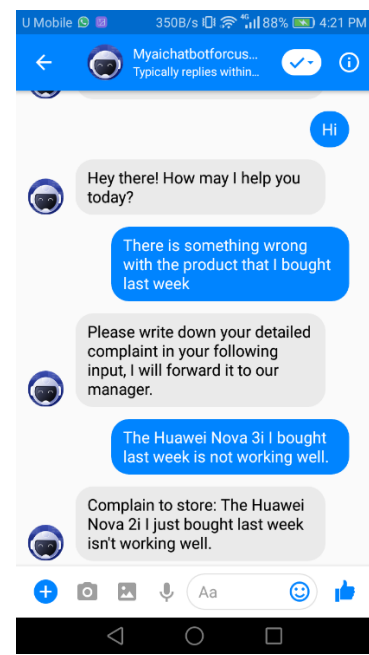 U Mobile 350B/s 4G 88% 4:21 PM
Myaichatbotforcus...
Typically replies within...
Hi
Hey there! How may I help you
today?
There is something wrong
with the product that I bought
last week
Please write down your detailed
complaint in your following
input, I will forward it to our
manager.
The Huawei Nova 3i I bought
last week is not working well.
Complain to store: The Huawei
Nova 2i I just bought last week
isn't working well.
Aa